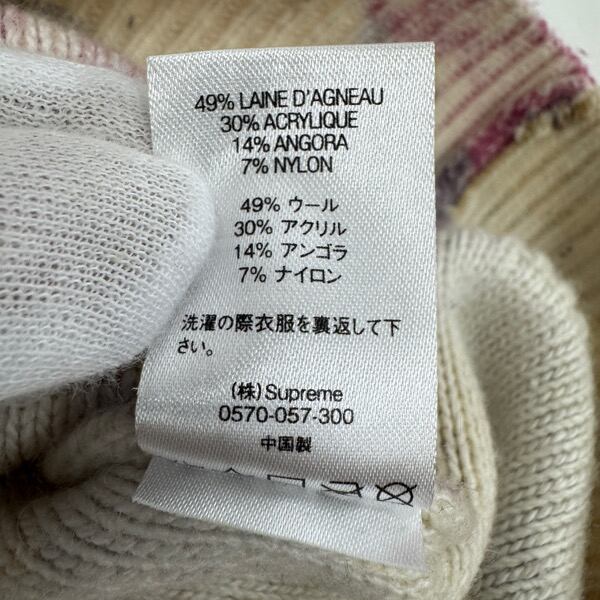 49% LAINE D'AGNEAU
30% ACRYLIQUE
14% ANGORA
7% NYLON
49% ウール
30% アクリル
14% アンゴラ
7% ナイロン
洗濯の際衣服を裏返して下
さい。
(株) Supreme
0570-057-300
中国製